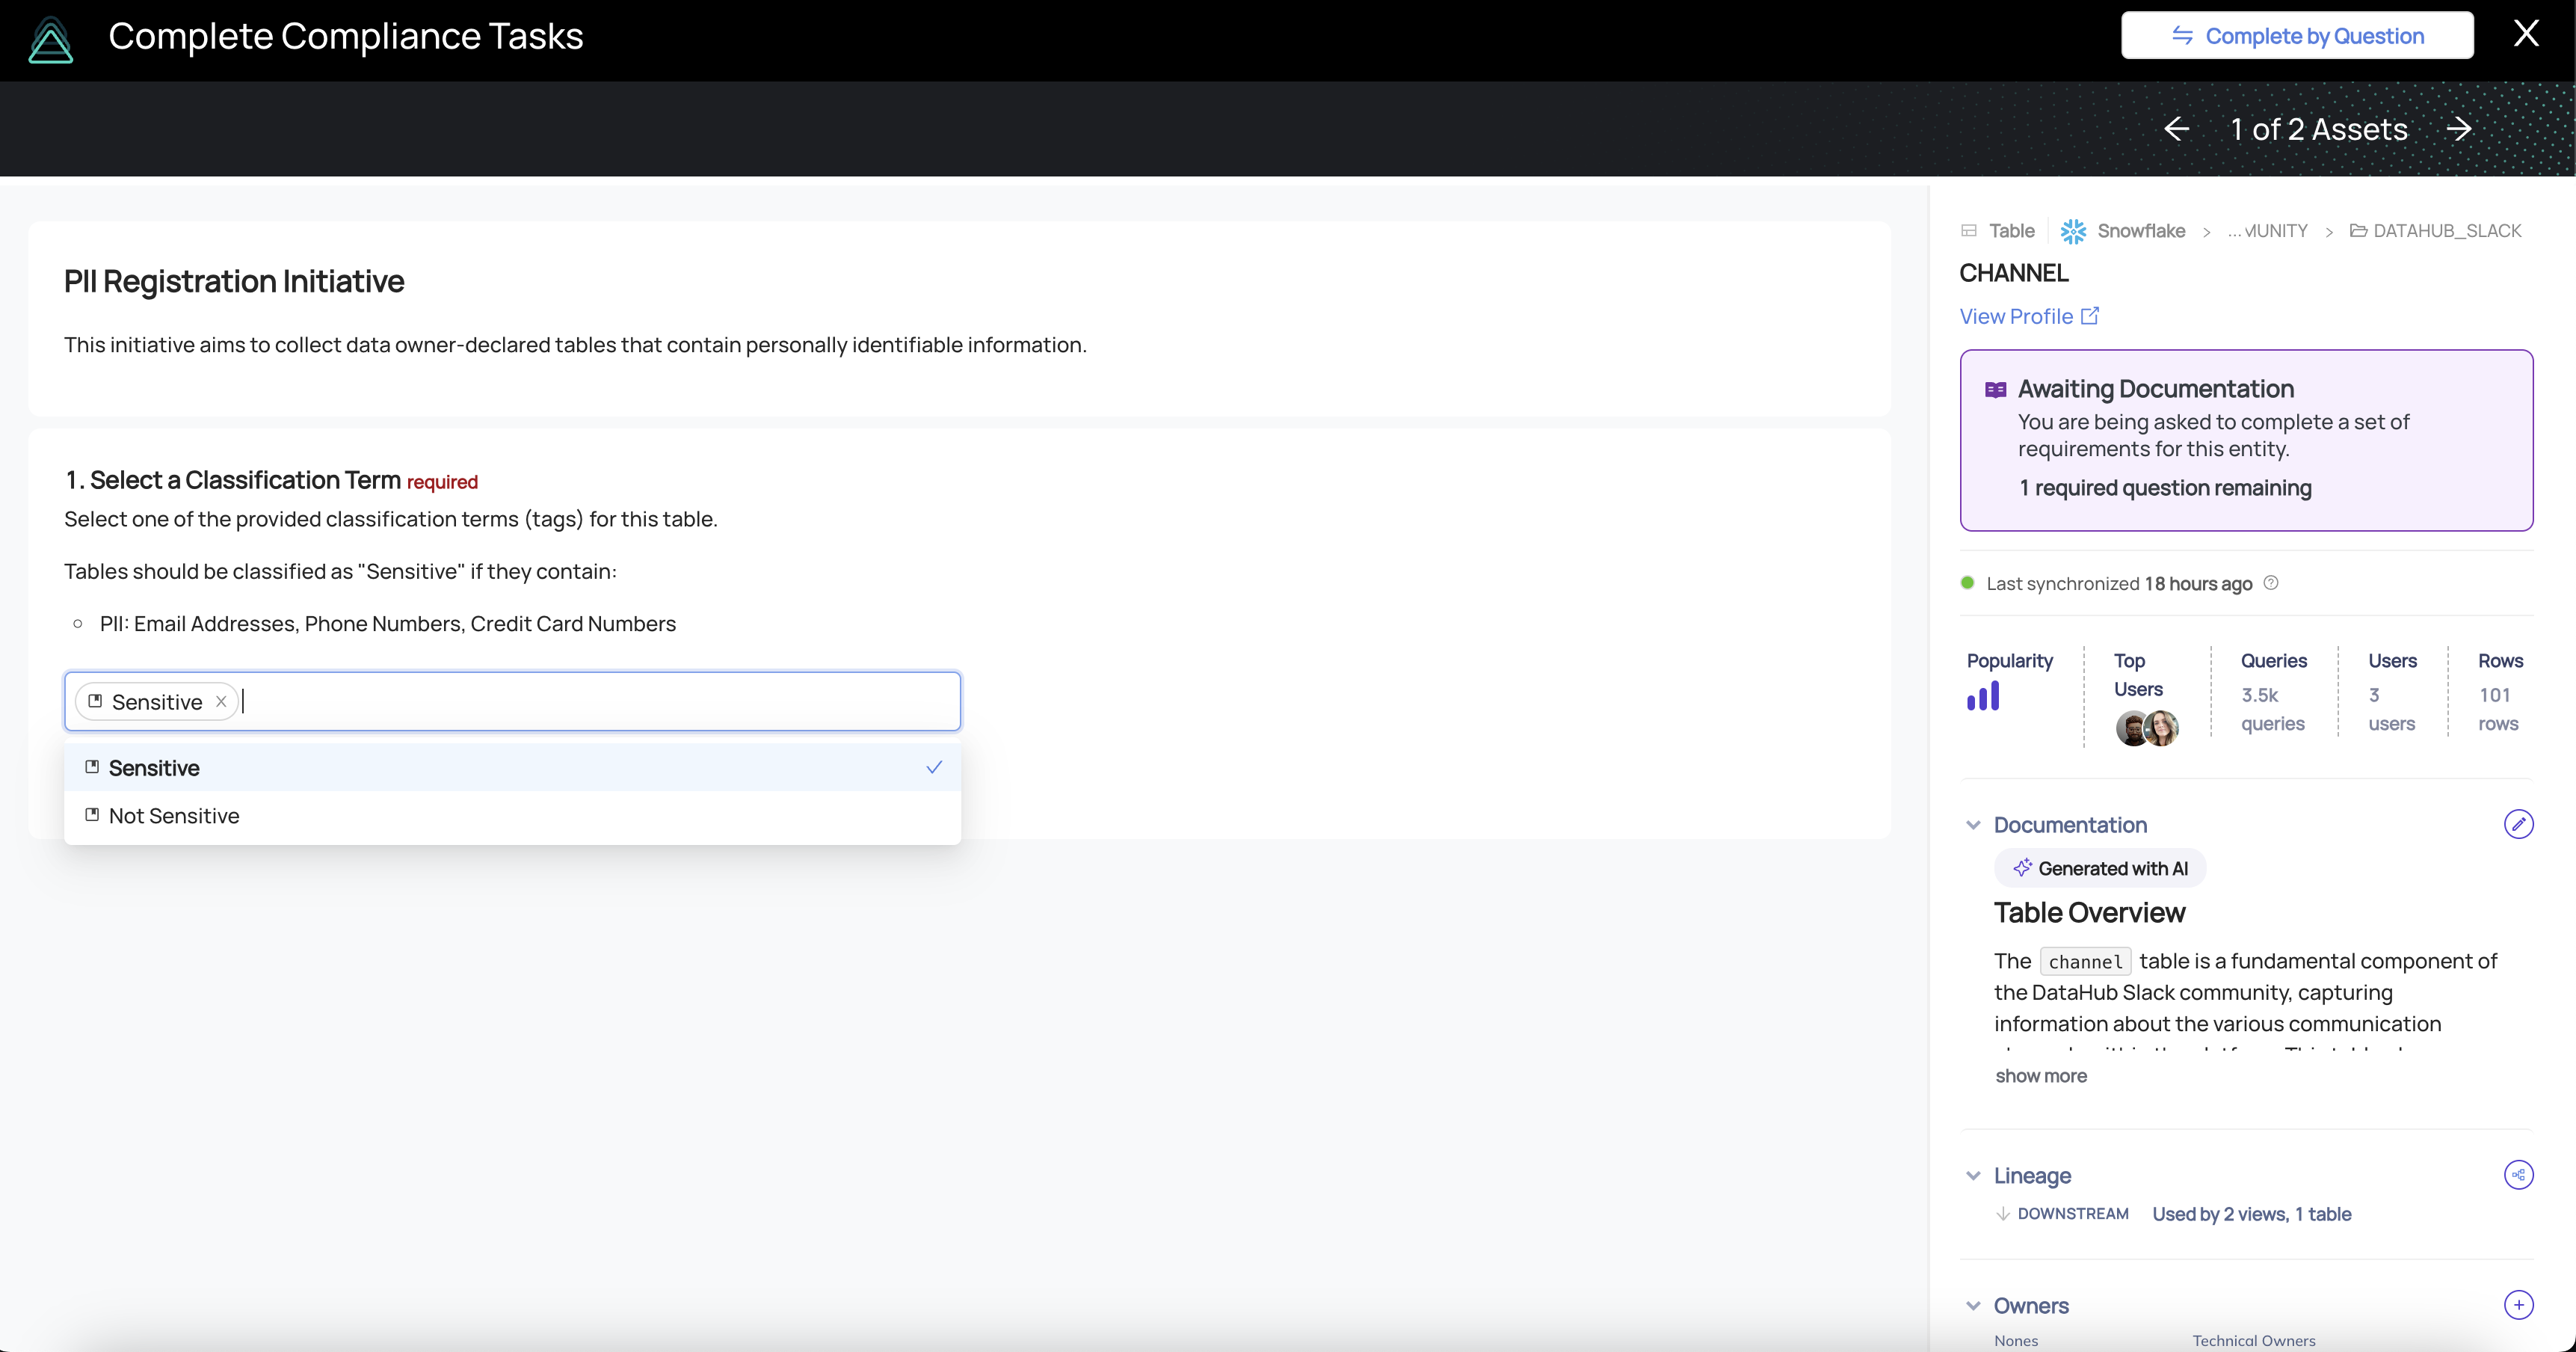 Complete Compliance Tasks
Complete by Question
1 of 2 Assets
PII Registration Initiative
This initiative aims to collect data owner-declared tables that contain personally identifiable information.
1. Select a Classification Term required
Select one of the provided classification terms (tags) for this table.
Tables should be classified as "Sensitive" if they contain:
PII: Email Addresses, Phone Numbers, Credit Card Numbers
Sensitive
Sensitive
Not Sensitive
Table Snowflake > ...MUNITY > DATAHUB_SLACK
CHANNEL
View Profile
Awaiting Documentation
You are being asked to complete a set of
requirements for this entity.
1 required question remaining
Last synchronized 18 hours ago
Popularity
Top
Users
Queries
3.5k
queries
Users
3
users
Rows
101
rows
Documentation
Generated with AI
Table Overview
The channel table is a fundamental component of
the DataHub Slack community, capturing
information about the various communication
show more
Lineage
DOWNSTREAM Used by 2 views, 1 table
Owners
Nones Technical Owners